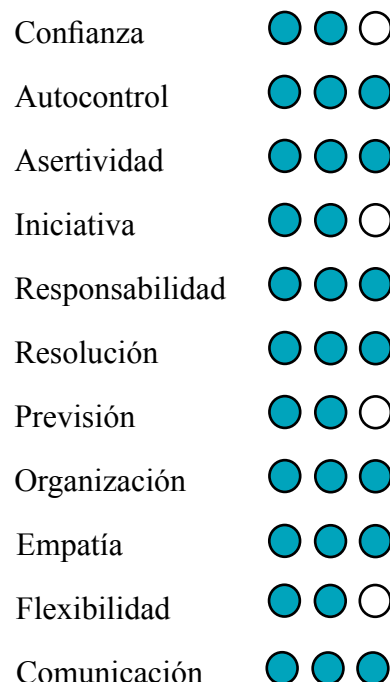 Confianza
Autocontrol
Asertividad
Iniciativa
Responsabilidad
Resolución
Previsión
Organización
Empatía
Flexibilidad
Comunicación